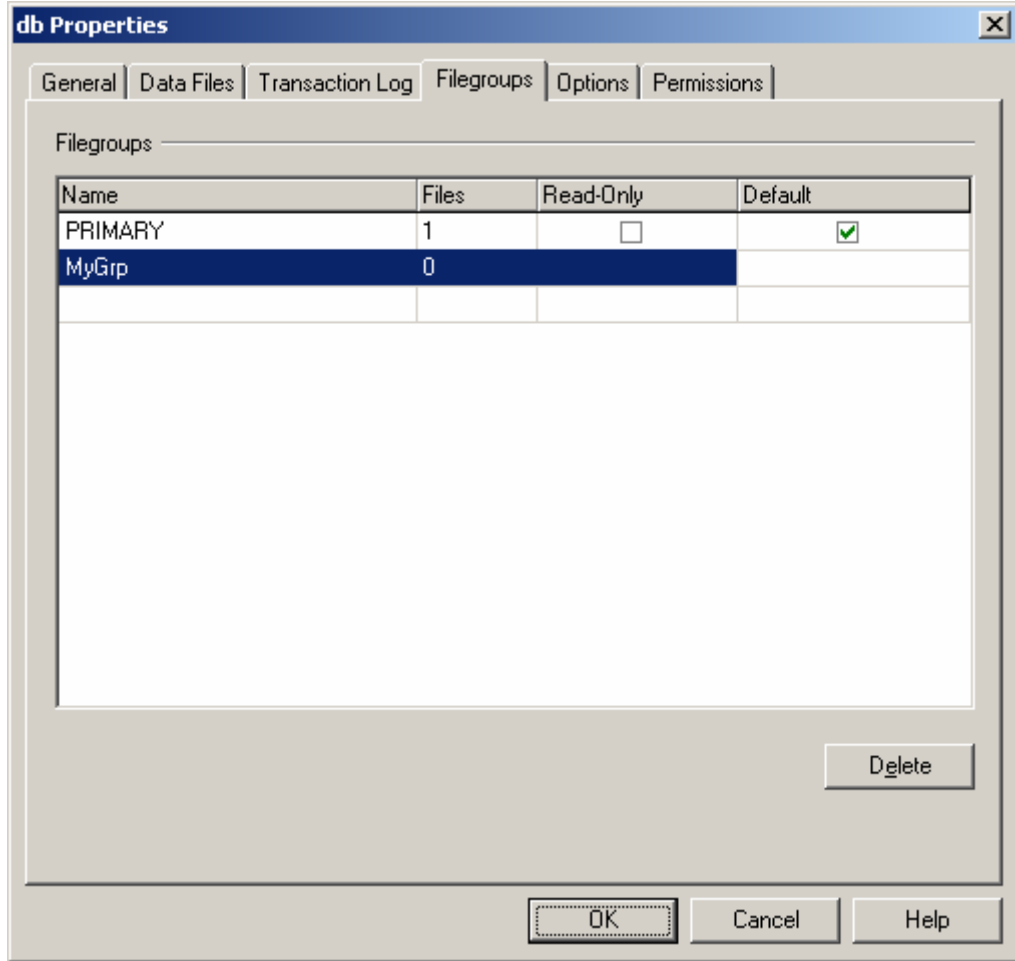 db Properties
General Data Files Transaction Log Filegroups Options Permissions
Filegroups
Name Files Read-Only Default
PRIMARY 1
MyGrp 0
Delete
OK Cancel Help